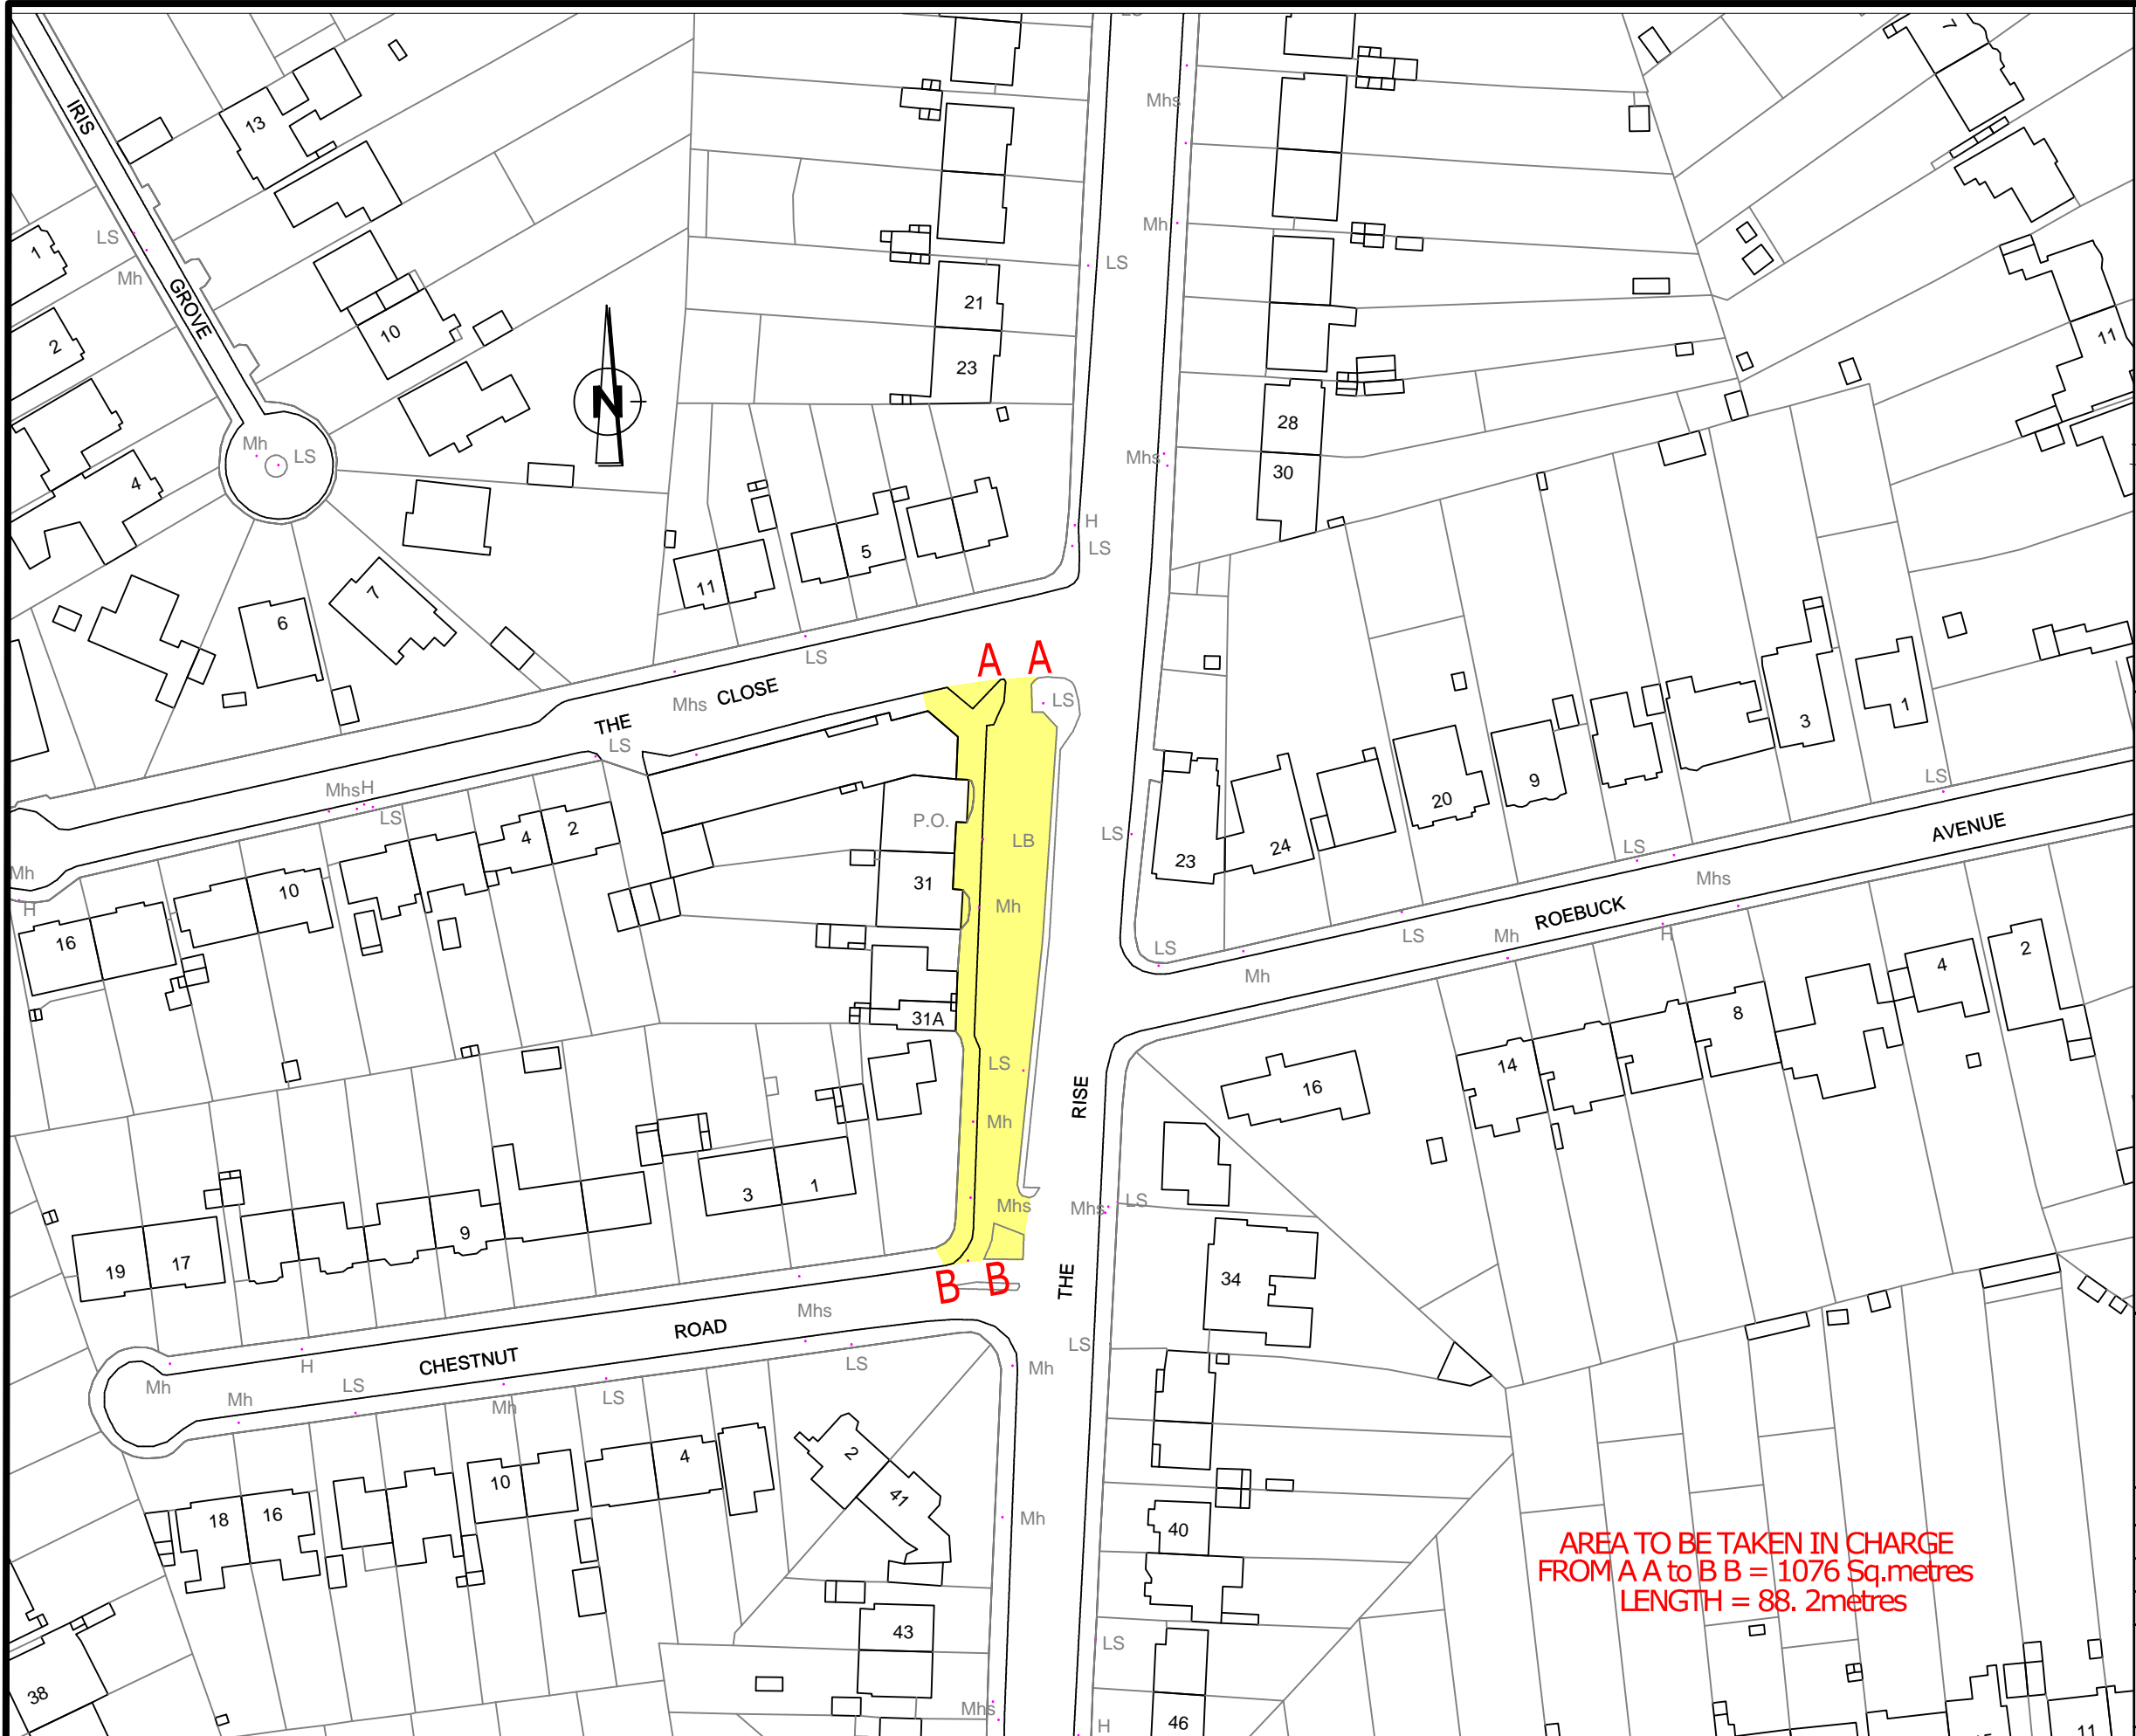 LS
7
IRIS
13
Mhs
Mh
1
LS
Mh
LS
GROVE
21
2
10
11
23
N
28
Mhs
30
Mh
LS
4
H
LS
5
11
7
6
A A
LS
CLOSE
Mhs
THE
LS
LS
3
1
LS
MhsH
LS
9
20
P.O.
LB
LS
AVENUE
4
2
24
23
LS
Mh
10
31
Mh
Mhs
ROEBUCK
H
16
LS
Mh
H
LS
Mh
2
4
31A
8
LS
14
16
RISE
Mh
3
1
Mhs
Mhs
LS
9
17
19
34
THE
B B
Mhs
ROAD
LS
CHESTNUT
H
LS
Mh
Mh
LS
Mh
LS
Mh
2
4
10
41
18
16
Mh
40
AREA TO BE TAKEN IN CHARGE
FROM A A to B B = 1076 Sq.metres
LENGTH = 88. 2metres
43
LS
38
Mhs
46
H
11